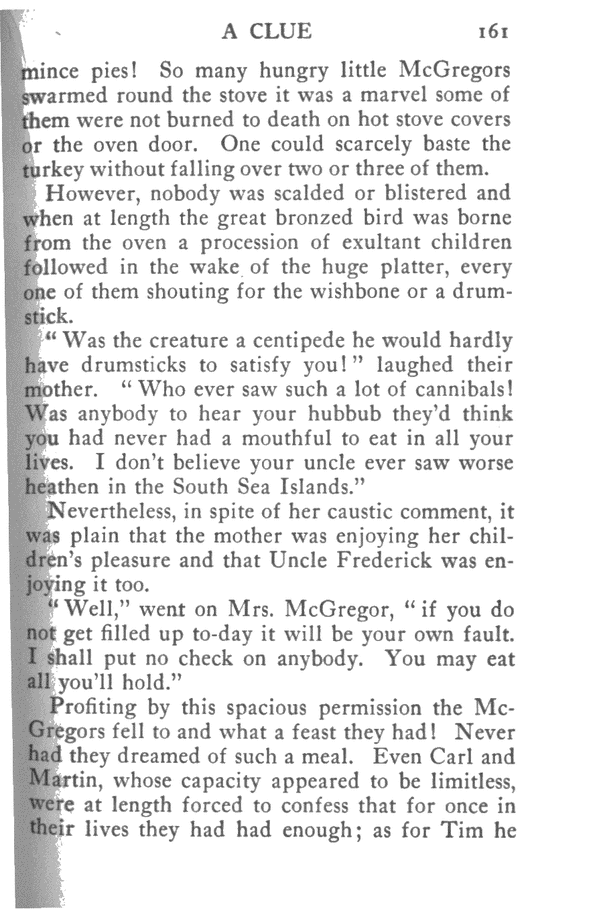 A CLUE 161
mince pies! So many hungry little McGregors
swarmed round the stove it was a marvel some of
them were not burned to death on hot stove covers
or the oven door. One could scarcely baste the
turkey without falling over two or three of them.
However, nobody was scalded or blistered and
when at length the great bronzed bird was borne
from the oven a procession of exultant children
followed in the wake of the huge platter, every
one of them shouting for the wishbone or a drum-
stick.
“Was the creature a centipede he would hardly
have drumsticks to satisfy you!” laughed their
mother. “Who ever saw such a lot of cannibals!
Was anybody to hear your hubbub they'd think
you had never had a mouthful to eat in all your
lives. I don't believe your uncle ever saw worse
heathen in the South Sea Islands.”
Nevertheless, in spite of her caustic comment, it
was plain that the mother was enjoying her chil-
dren's pleasure and that Uncle Frederick was en-
joying it too.
“Well,” went on Mrs. McGregor, “if you do
not get filled up to-day it will be your own fault.
I shall put no check on anybody. You may eat
all you'll hold.”
Profiting by this spacious permission the Mc-
Gregors fell to and what a feast they had! Never
had they dreamed of such a meal. Even Carl and
Martin, whose capacity appeared to be limitless,
were at length forced to confess that for once in
their lives they had had enough; as for Tim he